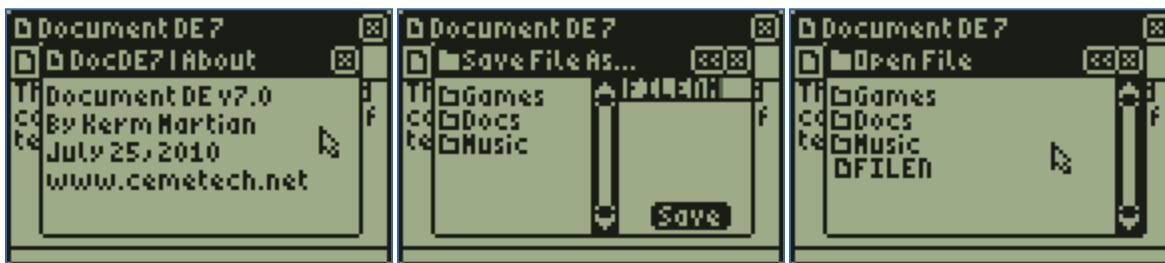 Document DE 7
DocDE7 | About
Document DE v7.0
By Kerm Martian
July 25, 2010
www.cemetech.net
Document DE 7
Save File As...
<<
Games
Docs
Music
FILENA
Save
Document DE 7
Open File
<<
Games
Docs
Music
FILEN